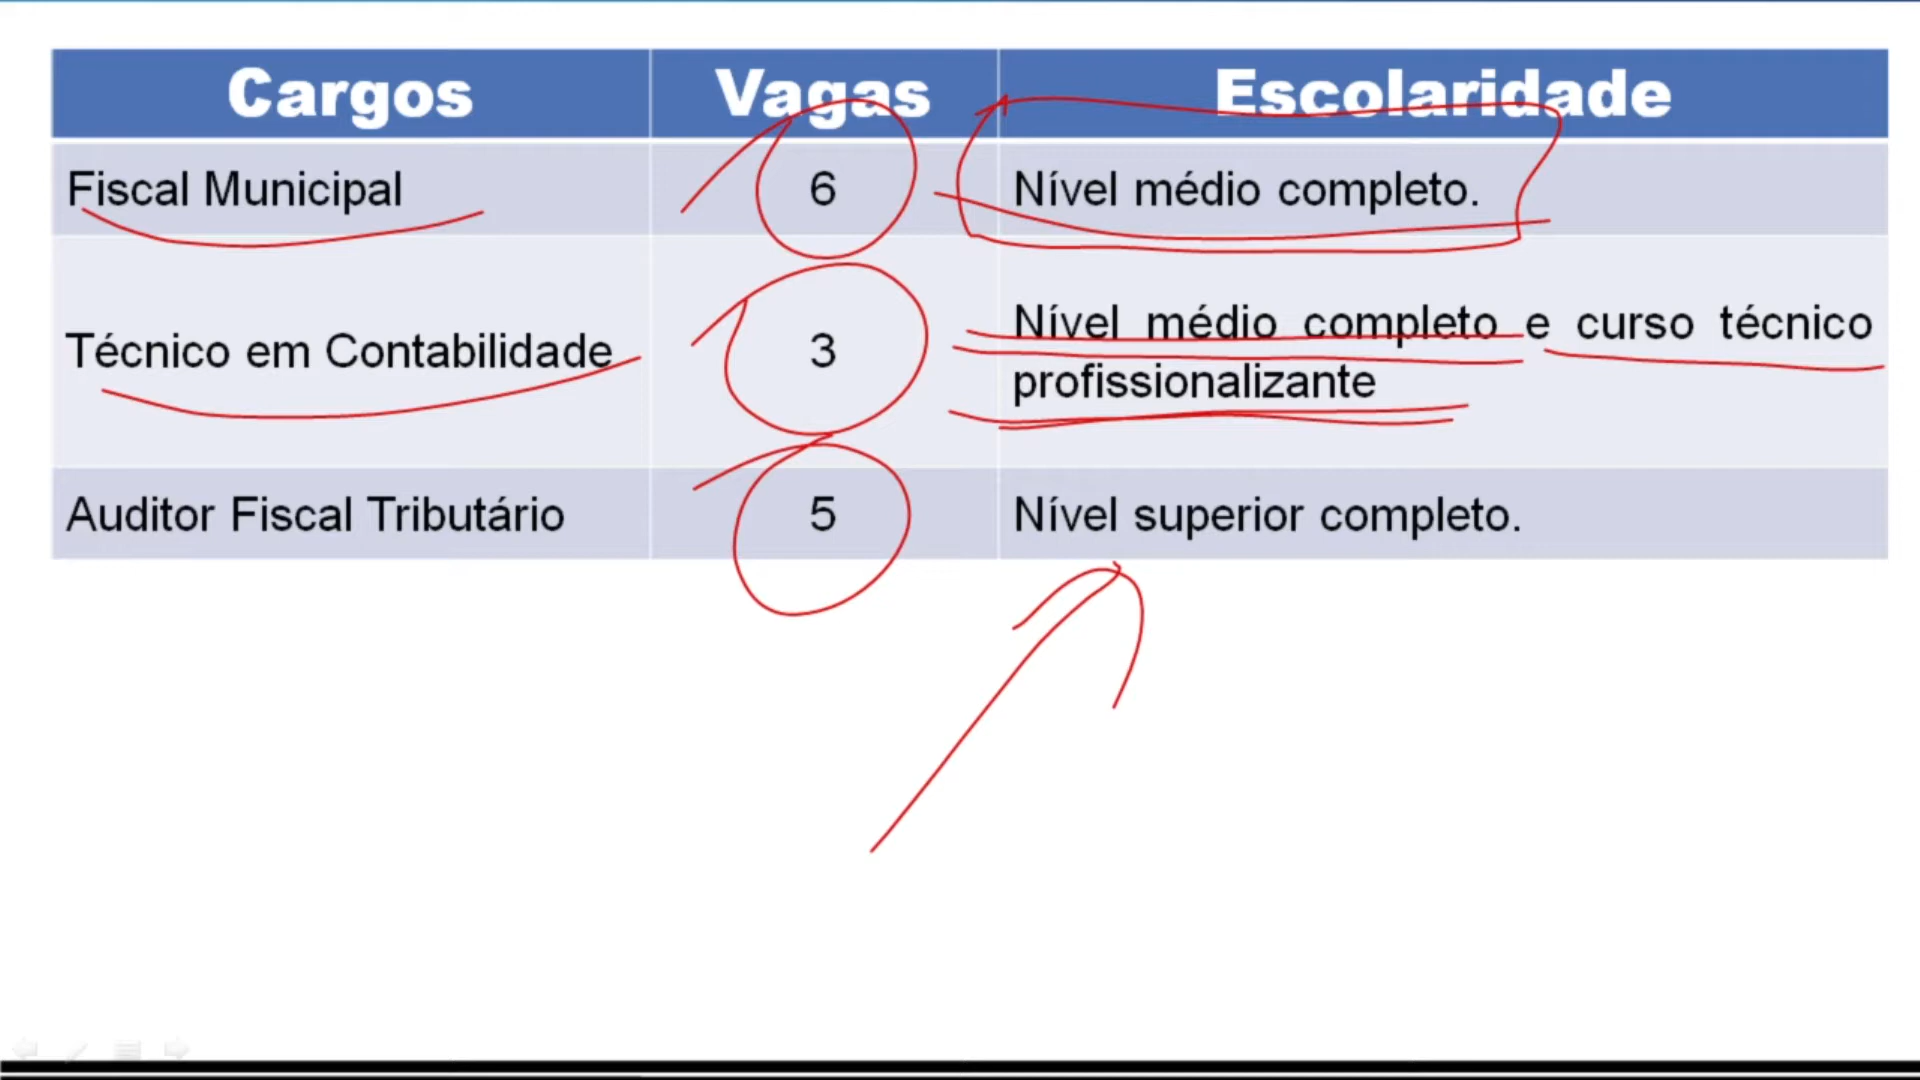 Cargos Vagas Escolaridade
Fiscal Municipal 6 Nível médio completo.
Técnico em Contabilidade 3 Nível médio completo e curso técnico
profissionalizante
Auditor Fiscal Tributário 5 Nível superior completo.